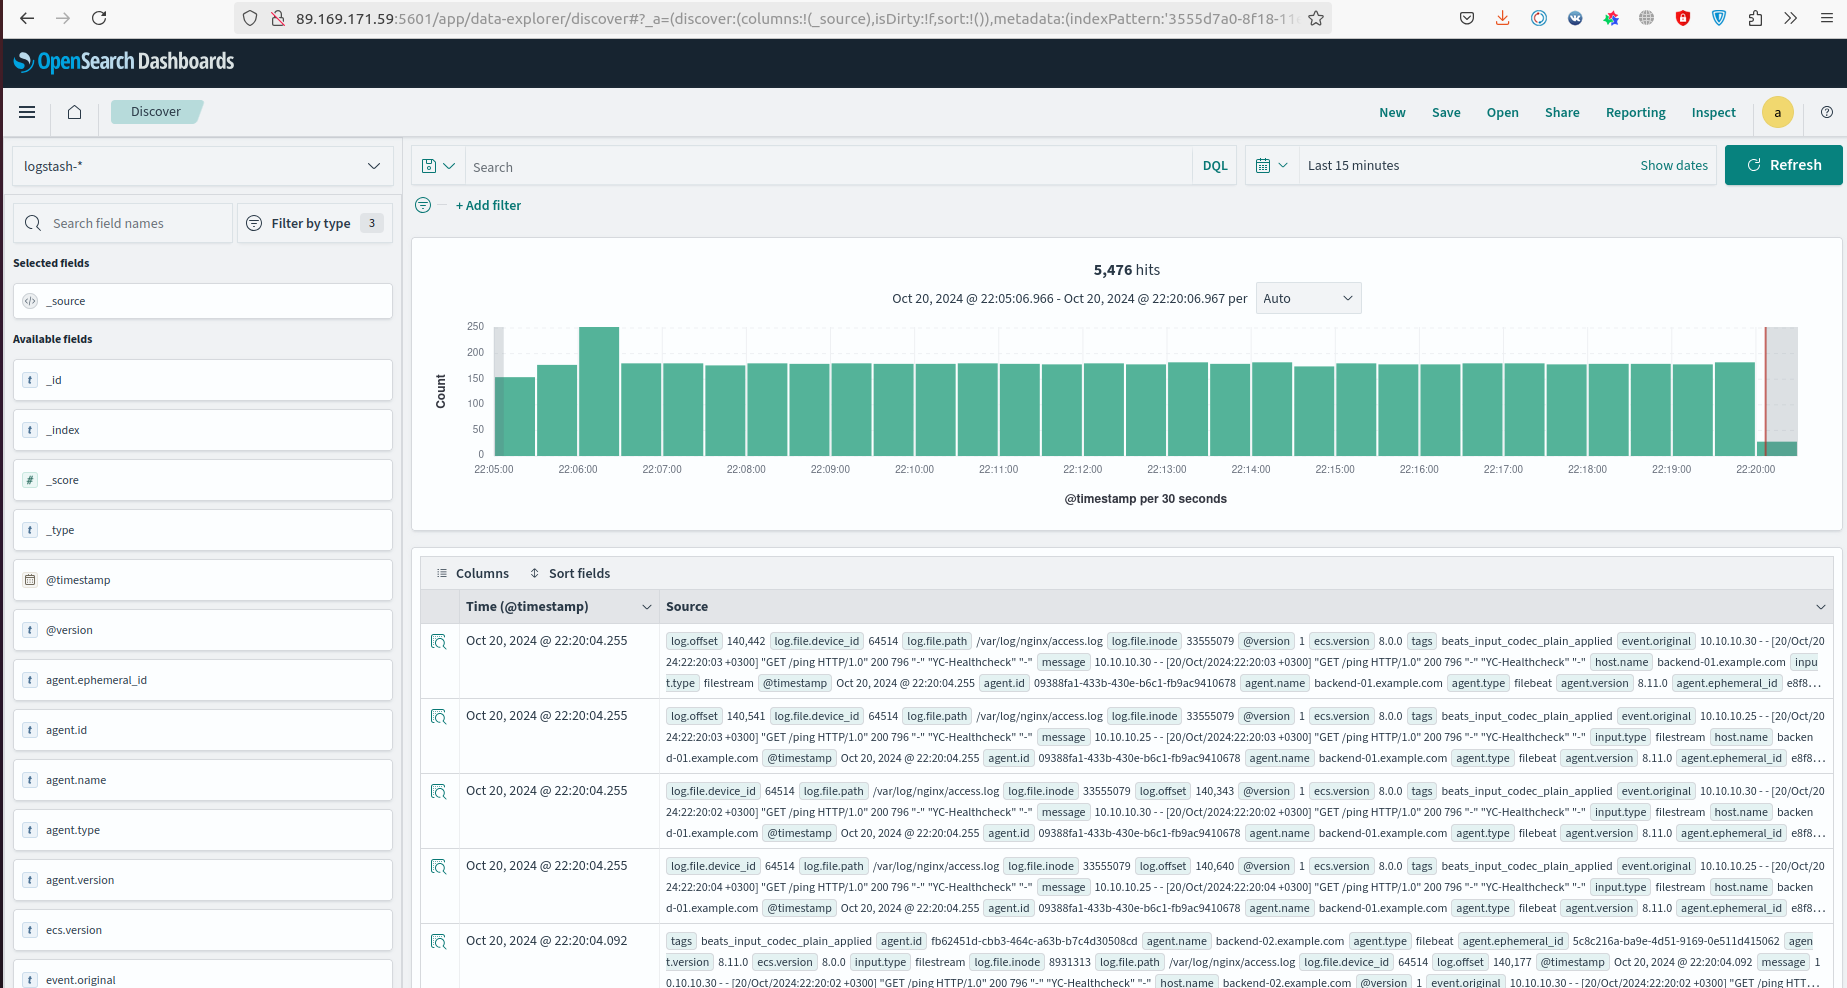 89.169.171.59:5601/app/data-explorer/discover#?_a=(discover:(columns:!(_source),isDirty:!f,sort:!()),metadata:(indexPattern:'3555d7a0-8f18-11
OpenSearch Dashboards
Discover
New Save Open Share Reporting Inspect a
logstash-*
Search
DQL
Last 15 minutes
Show dates
Refresh
+ Add filter
Search field names
Filter by type 3
Selected fields
_source
Available fields
t _id
t _index
# _score
t _type
@timestamp
t @version
t agent.ephemeral_id
t agent.id
t agent.name
t agent.type
t agent.version
t ecs.version
t event.original
5,476 hits
Oct 20, 2024 @ 22:05:06.966 - Oct 20, 2024 @ 22:20:06.967 per Auto
Count
250
200
150
100
50
0
22:05:00 22:06:00 22:07:00 22:08:00 22:09:00 22:10:00 22:11:00 22:12:00 22:13:00 22:14:00 22:15:00 22:16:00 22:17:00 22:18:00 22:19:00 22:20:00
@timestamp per 30 seconds
Columns Sort fields
Time (@timestamp) Source
Oct 20, 2024 @ 22:20:04.255 log.offset 140,442 log.file.device_id 64514 log.file.path /var/log/nginx/access.log log.file.inode 33555079 @version 1 ecs.version 8.0.0 tags beats_input_codec_plain_applied event.original 10.10.10.30 - - [20/Oct/20
24:22:20:03 +0300] "GET /ping HTTP/1.0" 200 796 "-" "YC-Healthcheck" "-" message 10.10.10.30 - - [20/Oct/2024:22:20:03 +0300] "GET /ping HTTP/1.0" 200 796 "-" "YC-Healthcheck" "-" host.name backend-01.example.com inpu
t.type filestream @timestamp Oct 20, 2024 @ 22:20:04.255 agent.id 09388fa1-433b-430e-b6c1-fb9ac9410678 agent.name backend-01.example.com agent.type filebeat agent.version 8.11.0 agent.ephemeral_id e8f8...
Oct 20, 2024 @ 22:20:04.255 log.offset 140,541 log.file.device_id 64514 log.file.path /var/log/nginx/access.log log.file.inode 33555079 @version 1 ecs.version 8.0.0 tags beats_input_codec_plain_applied event.original 10.10.10.25 - - [20/Oct/20
24:22:20:03 +0300] "GET /ping HTTP/1.0" 200 796 "-" "YC-Healthcheck" "-" message 10.10.10.25 - - [20/Oct/2024:22:20:03 +0300] "GET /ping HTTP/1.0" 200 796 "-" "YC-Healthcheck" "-" input.type filestream host.name backen
d-01.example.com @timestamp Oct 20, 2024 @ 22:20:04.255 agent.id 09388fa1-433b-430e-b6c1-fb9ac9410678 agent.name backend-01.example.com agent.type filebeat agent.version 8.11.0 agent.ephemeral_id e8f8...
Oct 20, 2024 @ 22:20:04.255 log.file.device_id 64514 log.file.path /var/log/nginx/access.log log.file.inode 33555079 log.offset 140,343 @version 1 ecs.version 8.0.0 tags beats_input_codec_plain_applied event.original 10.10.10.30 - - [20/Oct/20
24:22:20:02 +0300] "GET /ping HTTP/1.0" 200 796 "-" "YC-Healthcheck" "-" message 10.10.10.30 - - [20/Oct/2024:22:20:02 +0300] "GET /ping HTTP/1.0" 200 796 "-" "YC-Healthcheck" "-" input.type filestream host.name backen
d-01.example.com @timestamp Oct 20, 2024 @ 22:20:04.255 agent.id 09388fa1-433b-430e-b6c1-fb9ac9410678 agent.name backend-01.example.com agent.type filebeat agent.version 8.11.0 agent.ephemeral_id e8f8...
Oct 20, 2024 @ 22:20:04.255 log.file.device_id 64514 log.file.path /var/log/nginx/access.log log.file.inode 33555079 log.offset 140,640 @version 1 ecs.version 8.0.0 tags beats_input_codec_plain_applied event.original 10.10.10.25 - - [20/Oct/20
24:22:20:04 +0300] "GET /ping HTTP/1.0" 200 796 "-" "YC-Healthcheck" "-" message 10.10.10.25 - - [20/Oct/2024:22:20:04 +0300] "GET /ping HTTP/1.0" 200 796 "-" "YC-Healthcheck" "-" input.type filestream host.name backen
d-01.example.com @timestamp Oct 20, 2024 @ 22:20:04.255 agent.id 09388fa1-433b-430e-b6c1-fb9ac9410678 agent.name backend-01.example.com agent.type filebeat agent.version 8.11.0 agent.ephemeral_id e8f8...
Oct 20, 2024 @ 22:20:04.092 tags beats_input_codec_plain_applied agent.id fb62451d-cbb3-464c-a63b-b7c4d30508cd agent.name backend-02.example.com agent.type filebeat agent.ephemeral_id 5c8c216a-ba9e-4d51-9169-0e511d415062 agen
t.version 8.11.0 ecs.version 8.0.0 input.type filestream log.file.inode 8931313 log.file.path /var/log/nginx/access.log log.file.device_id 64514 log.offset 140,177 @timestamp Oct 20, 2024 @ 22:20:04.092 message 1
0.10.10.30 - - [20/Oct/2024:22:20:02 +0300] "GET /ping HTTP/1.0" 200 796 "-" "YC-Healthcheck" "-" host.name backend-02.example.com @version 1 event.original 10.10.10.30 - - [20/Oct/2024:22:20:02 +0300] "GET /ping HTT...